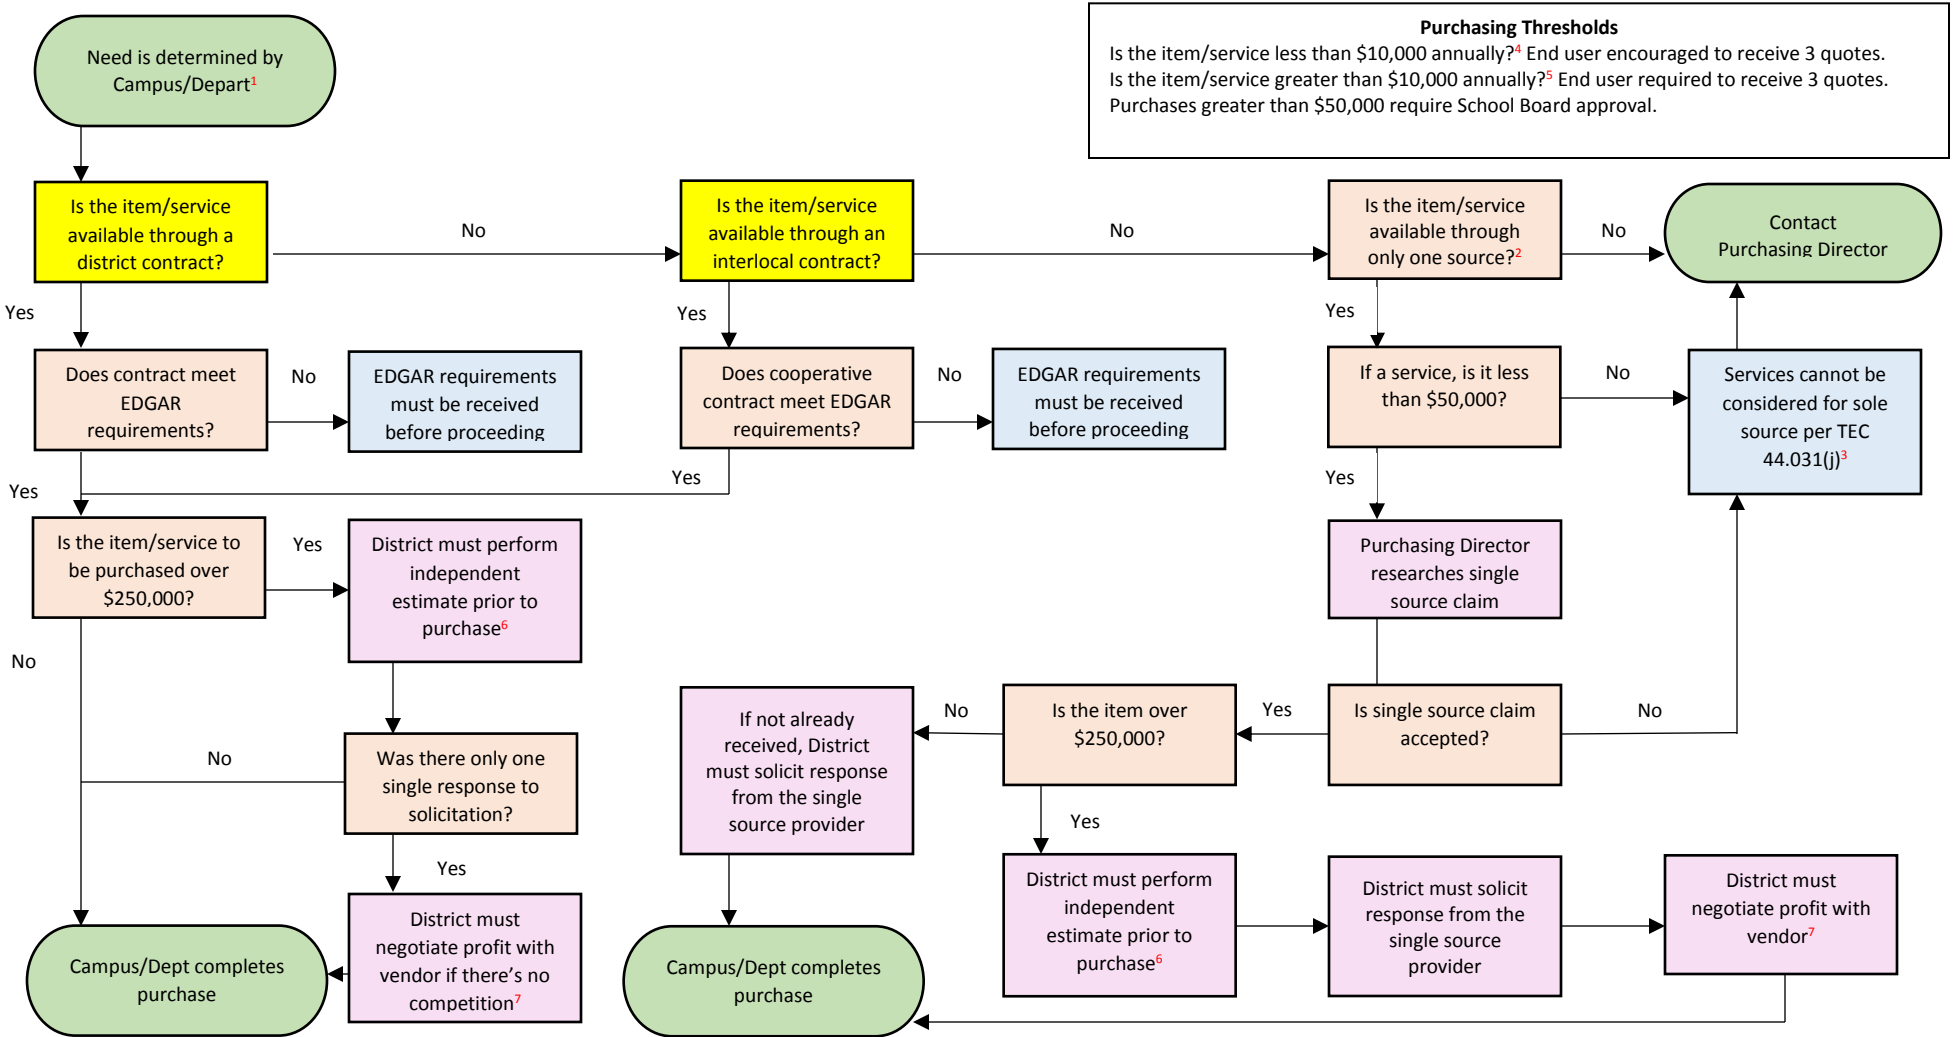 Need is determined by
Campus/Depart1
Purchasing Thresholds
Is the item/service less than $10,000 annually?4 End user encouraged to receive 3 quotes.
Is the item/service greater than $10,000 annually?5 End user required to receive 3 quotes.
Purchases greater than $50,000 require School Board approval.
Is the item/service
available through a
district contract?
No
Is the item/service
available through an
interlocal contract?
No
Is the item/service
available through
only one source?2
No
Contact
Purchasing Director
Yes
Yes
Yes
Does contract meet
EDGAR
requirements?
No
EDGAR requirements
must be received
before proceeding
Does cooperative
contract meet EDGAR
requirements?
No
EDGAR requirements
must be received
before proceeding
If a service, is it less
than $50,000?
No
Services cannot be
considered for sole
source per TEC
44.031(j)3
Yes
Yes
Yes
Is the item/service to
be purchased over
$250,000?
Yes
District must perform
independent
estimate prior to
purchase6
Purchasing Director
researches single
source claim
No
If not already
received, District
must solicit response
from the single
source provider
No
Is the item over
$250,000?
Yes
Is single source claim
accepted?
No
No
Was there only one
single response to
solicitation?
Yes
Yes
District must
negotiate profit with
vendor if there's no
competition7
Campus/Dept completes
purchase
Campus/Dept completes
purchase
District must perform
independent
estimate prior to
purchase6
District must solicit
response from the
single source
provider
District must
negotiate profit with
vendor7